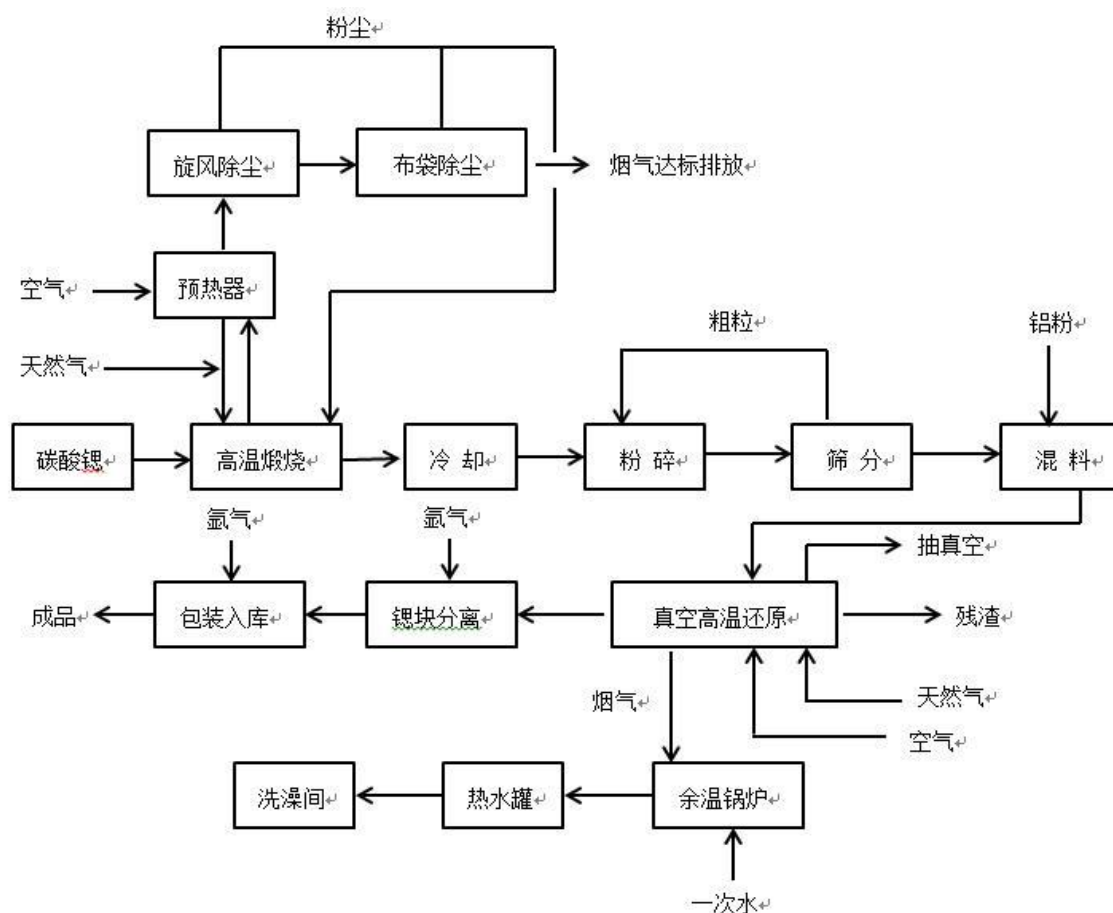 粉尘
旋风除尘
布袋除尘
烟气达标排放
空气
预热器
天然气
粗粒
铝粉
碳酸锶
高温煅烧
冷 却
粉 碎
筛 分
混 料
氩气
氩气
抽真空
成品
包装入库
锶块分离
真空高温还原
残渣
烟气
天然气
空气
洗澡间
热水罐
余温锅炉
一次水